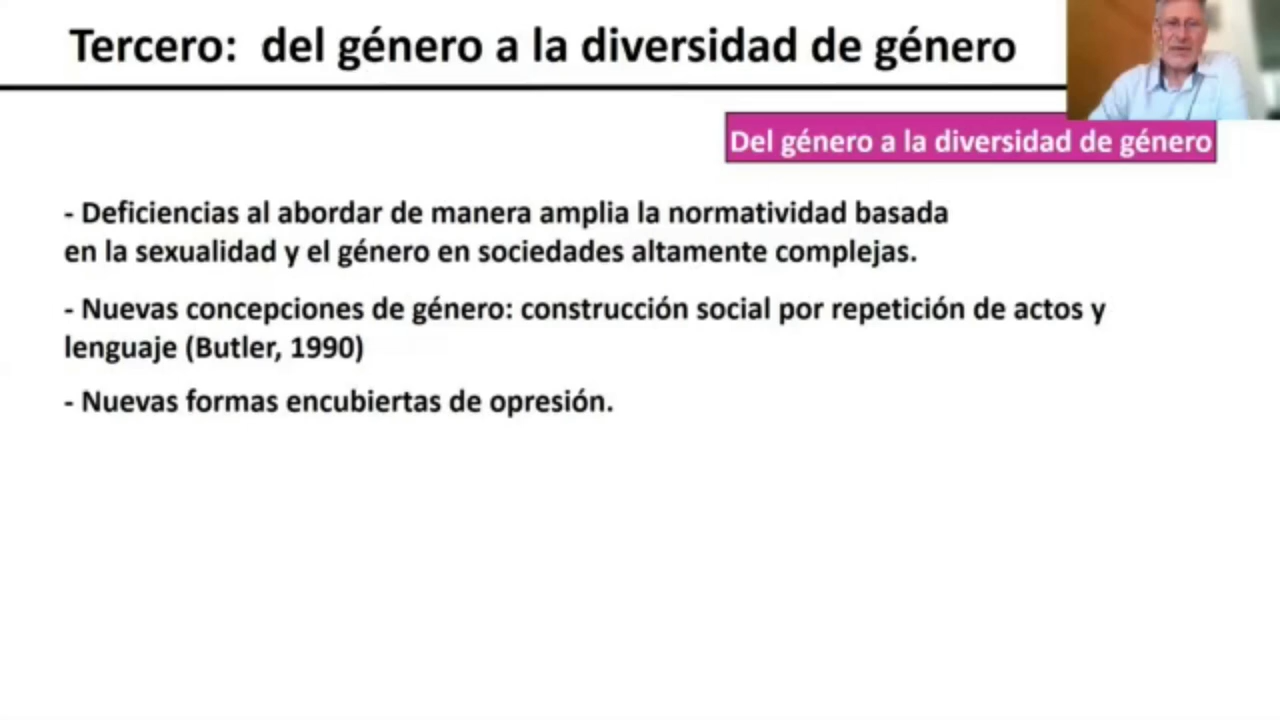 Tercero: del género a la diversidad de género
Del género a la diversidad de género
- Deficiencias al abordar de manera amplia la normatividad basada
en la sexualidad y el género en sociedades altamente complejas.
- Nuevas concepciones de género: construcción social por repetición de actos y
lenguaje (Butler, 1990)
- Nuevas formas encubiertas de opresión.